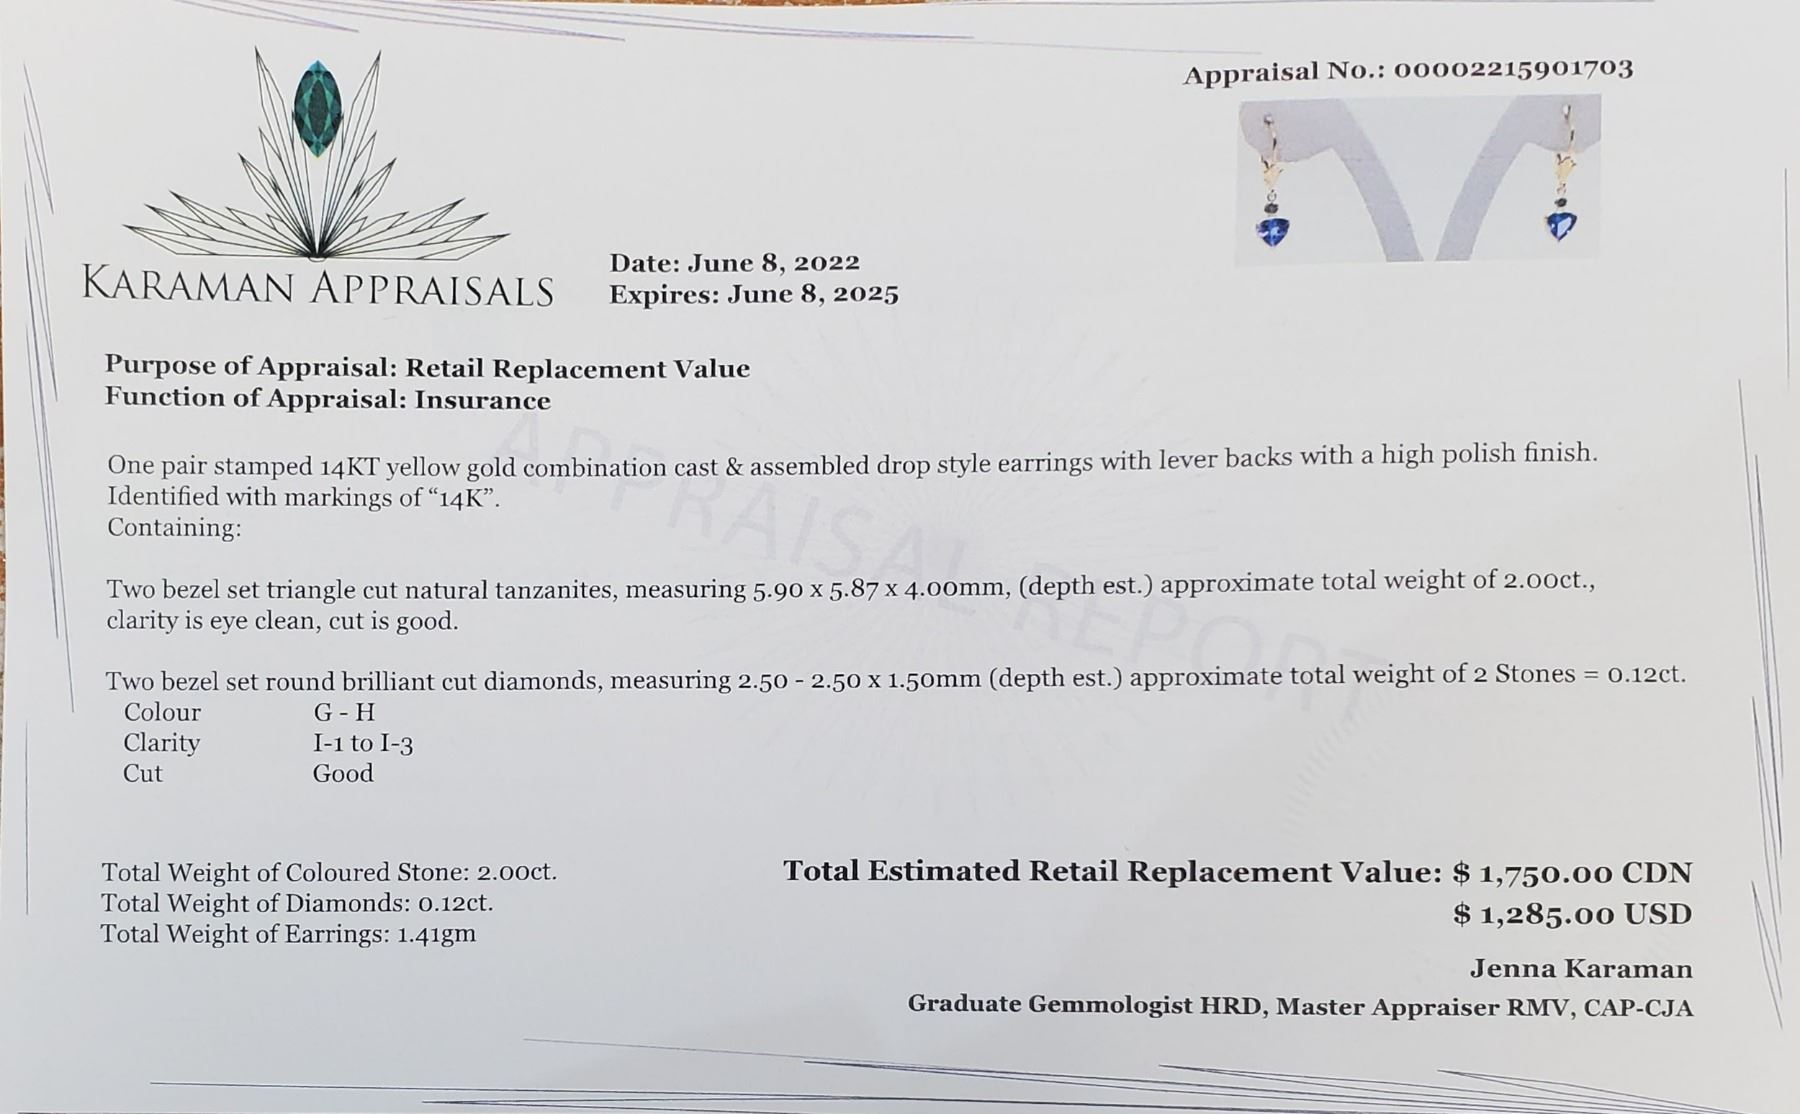 Appraisal No.: 00002215901703
KARAMAN APPRAISALS
Date: June 8, 2022
Expires: June 8, 2025
Purpose of Appraisal: Retail Replacement Value
Function of Appraisal: Insurance
One pair stamped 14KT yellow gold combination cast & assembled drop style earrings with lever backs with a high polish finish.
Identified with markings of “14K”.
Containing:
APPRAISAL REPORT
Two bezel set triangle cut natural tanzanites, measuring 5.90 x 5.87 x 4.00mm, (depth est.) approximate total weight of 2.00ct.,
clarity is eye clean, cut is good.
Two bezel set round brilliant cut diamonds, measuring 2.50 - 2.50 x 1.50mm (depth est.) approximate total weight of 2 Stones = 0.12ct.
Colour G - H
Clarity I-1 to I-3
Cut Good
Total Weight of Coloured Stone: 2.00ct.
Total Weight of Diamonds: 0.12ct.
Total Weight of Earrings: 1.41gm
Total Estimated Retail Replacement Value: $ 1,750.00 CDN
$ 1,285.00 USD
Jenna Karaman
Graduate Gemmologist HRD, Master Appraiser RMV, CAP-CJA